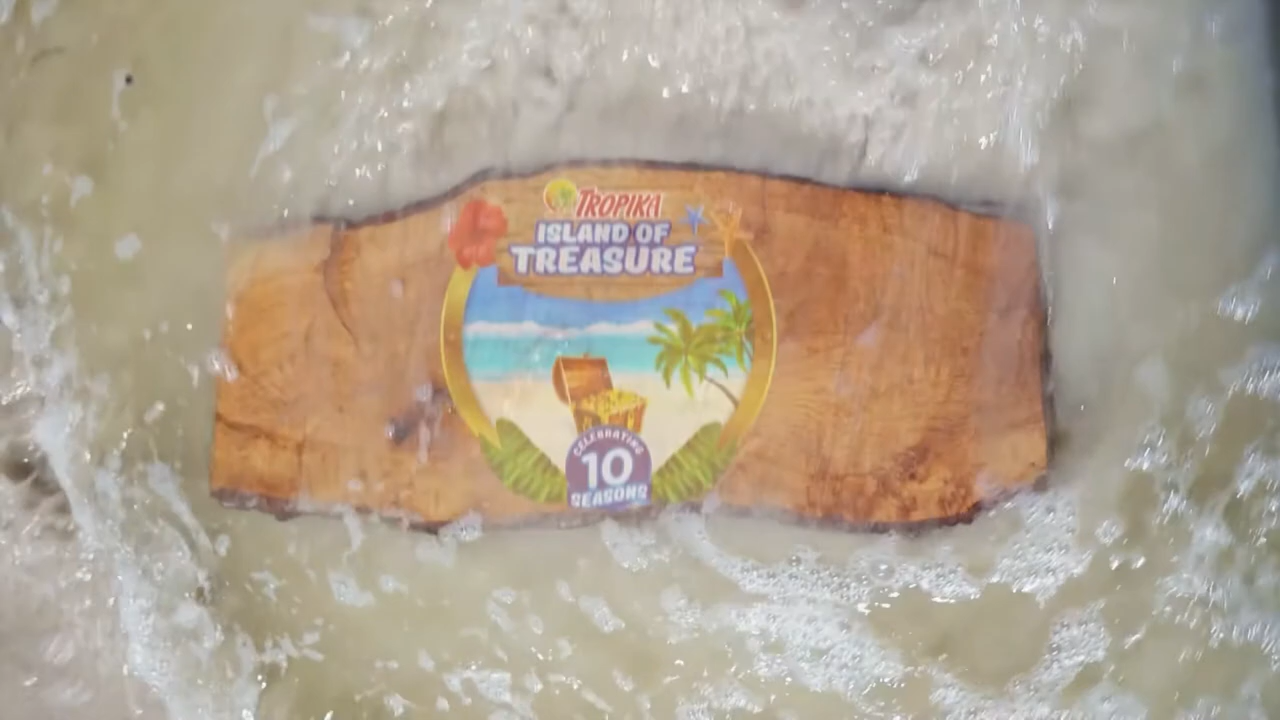 TROPIKA
ISLAND OF
TREASURE
CELEBRATING
10
SEASONS